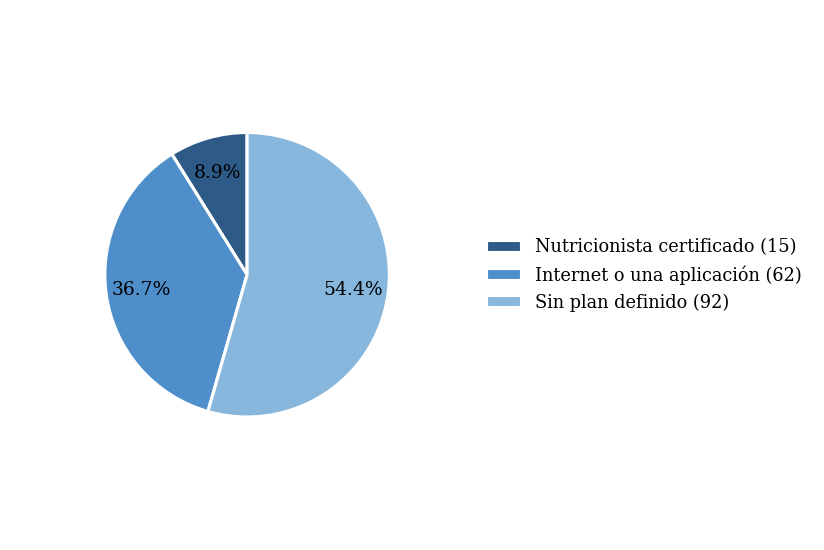 8.9%
36.7%
54.4%
Nutricionista certificado (15)
Internet o una aplicación (62)
Sin plan definido (92)